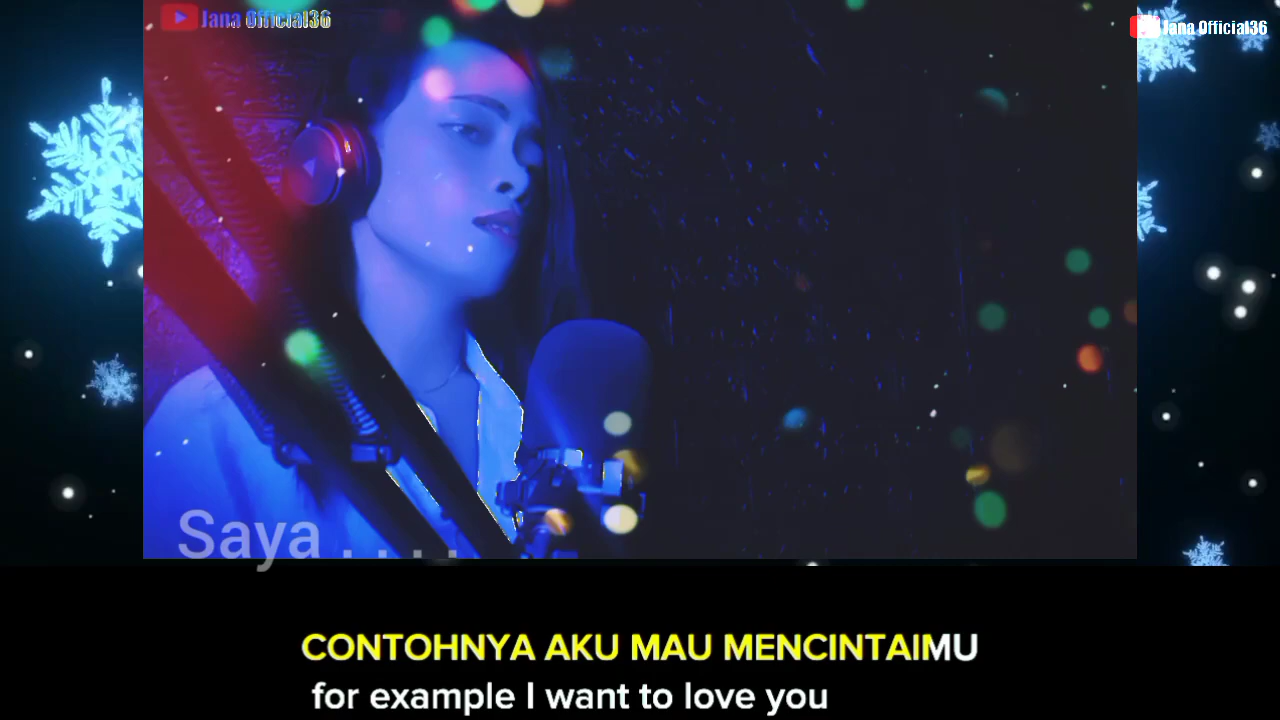 Jana Official36
Jana Official36
Saya . . . .
CONTOHNYA AKU MAU MENCINTAIMU
for example I want to love you